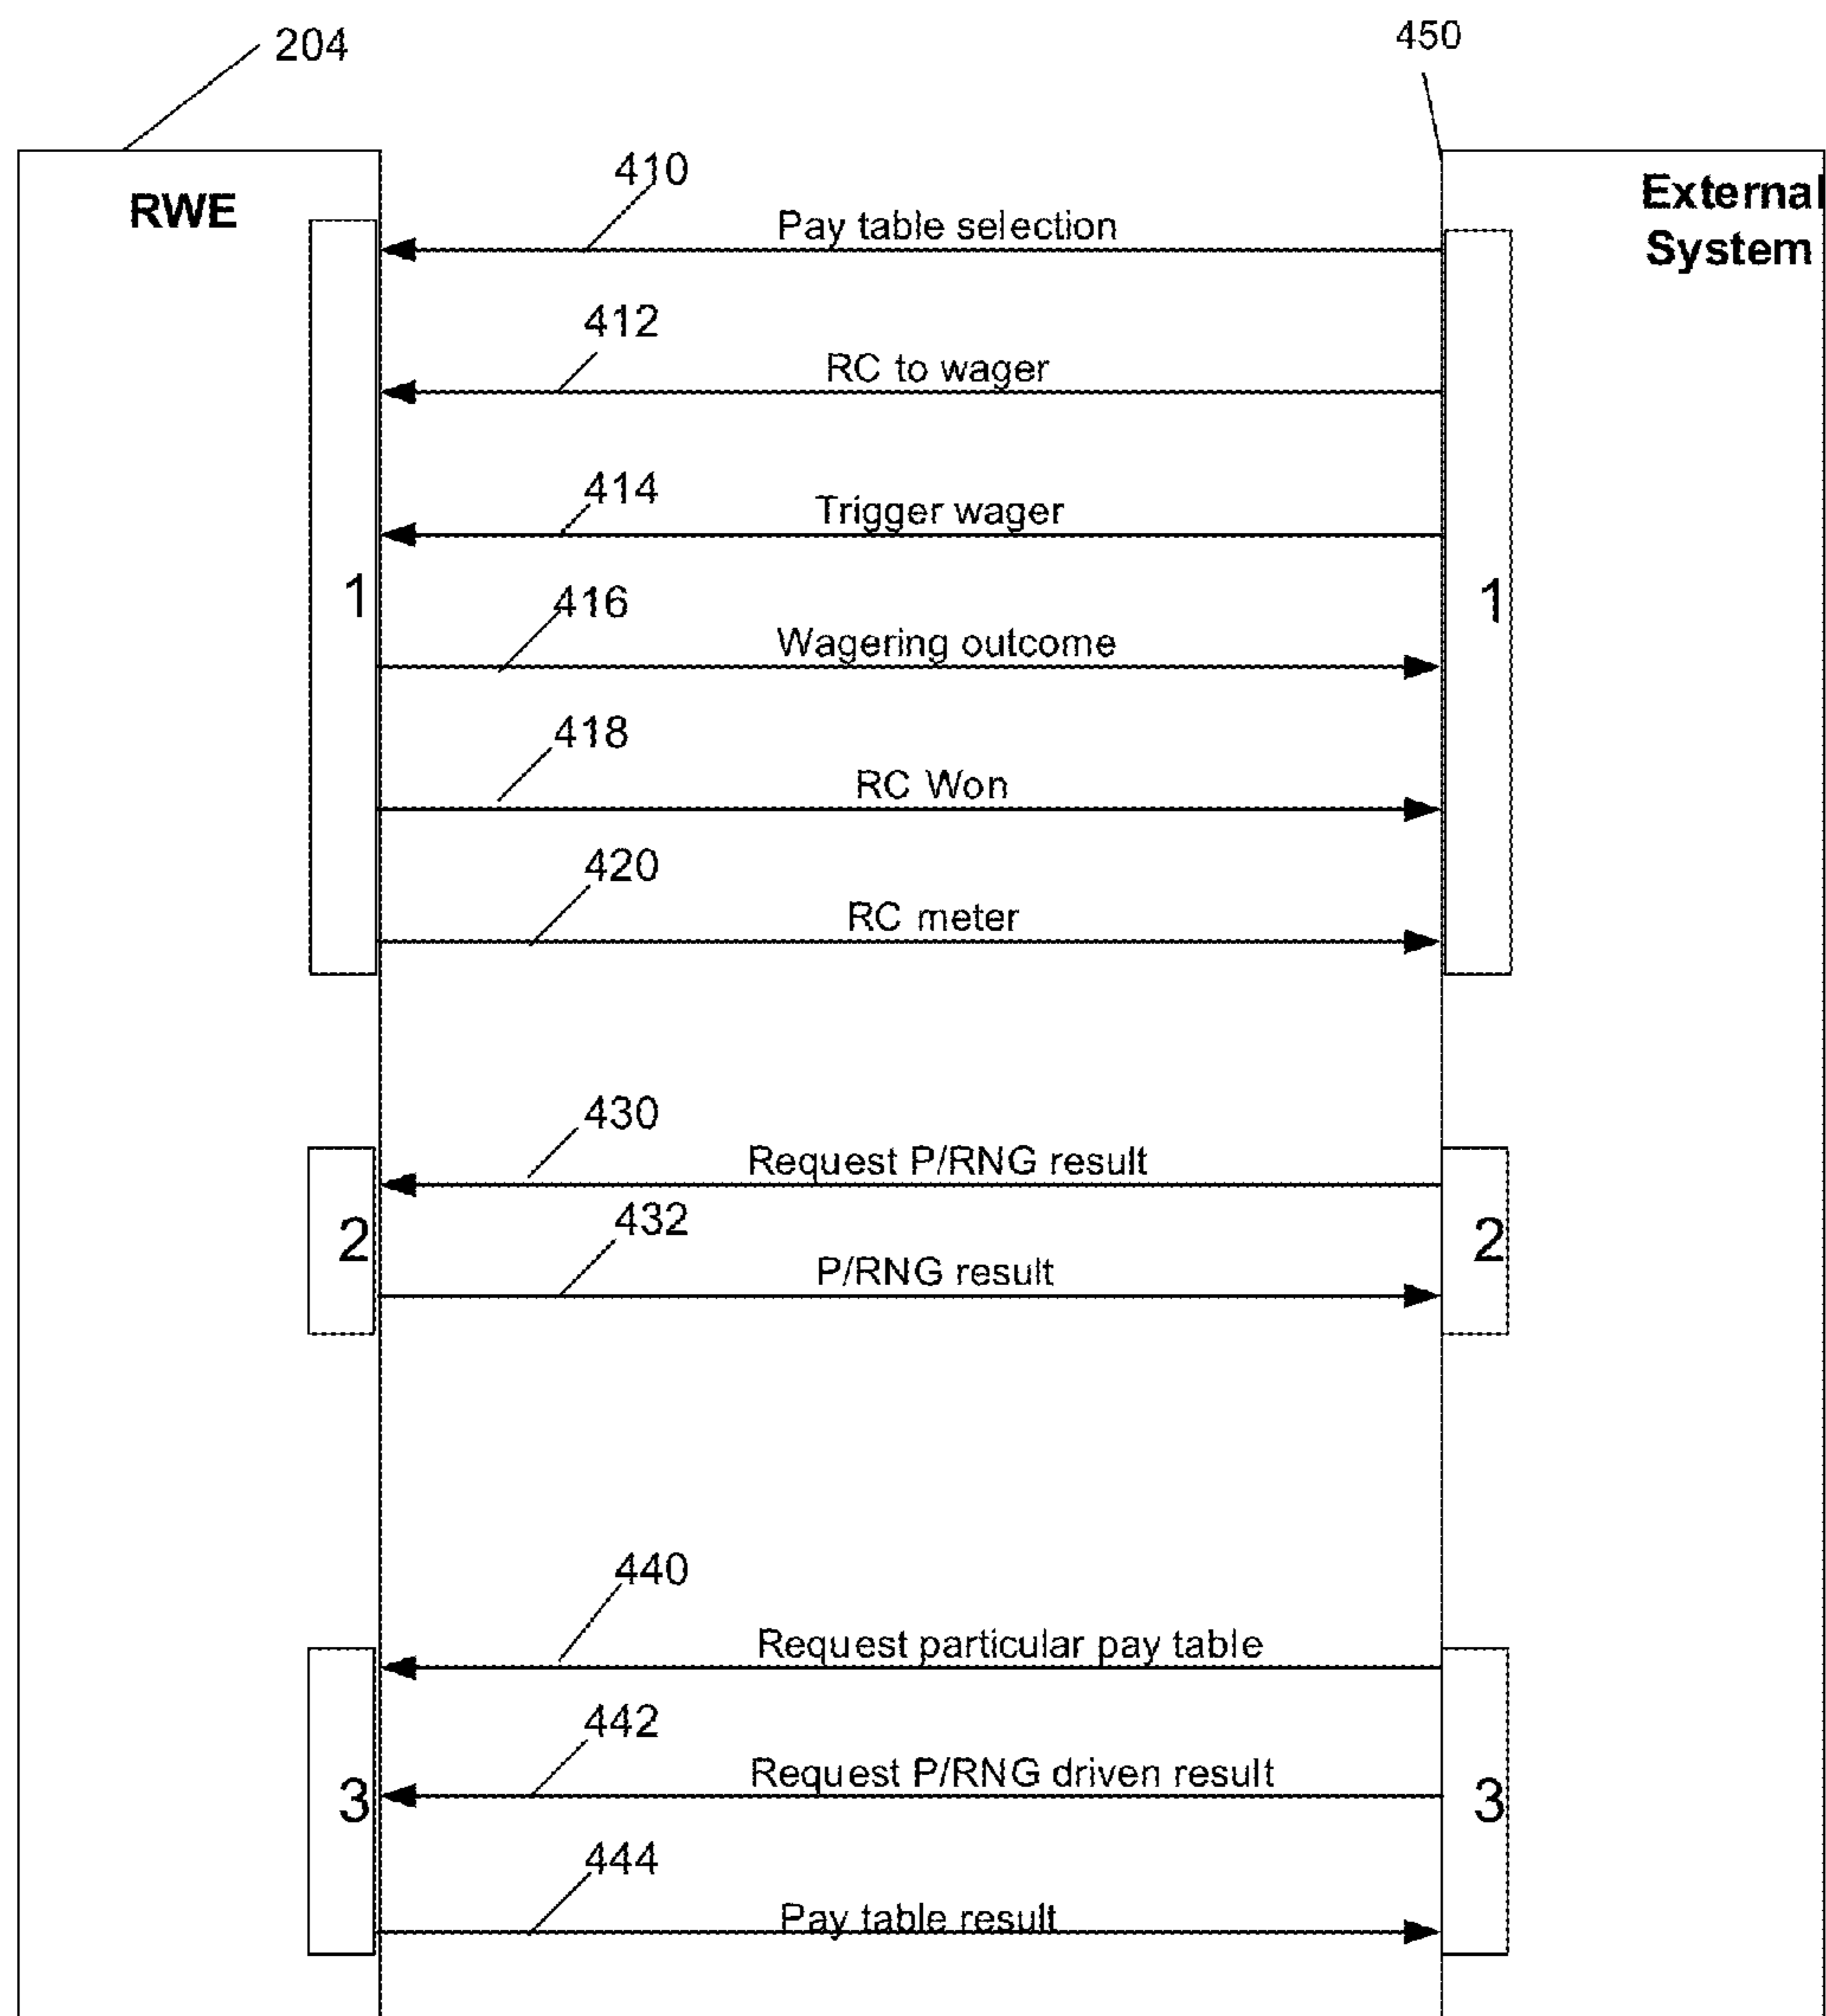 204
450
RWE
External
System
410
Pay table selection
412
RC to wager
414
Trigger wager
1
1
416
Wagering outcome
418
RC Won
420
RC meter
430
Request P/RNG result
2
2
432
P/RNG result
440
Request particular pay table
442
Request P/RNG driven result
3
3
444
Pay table result